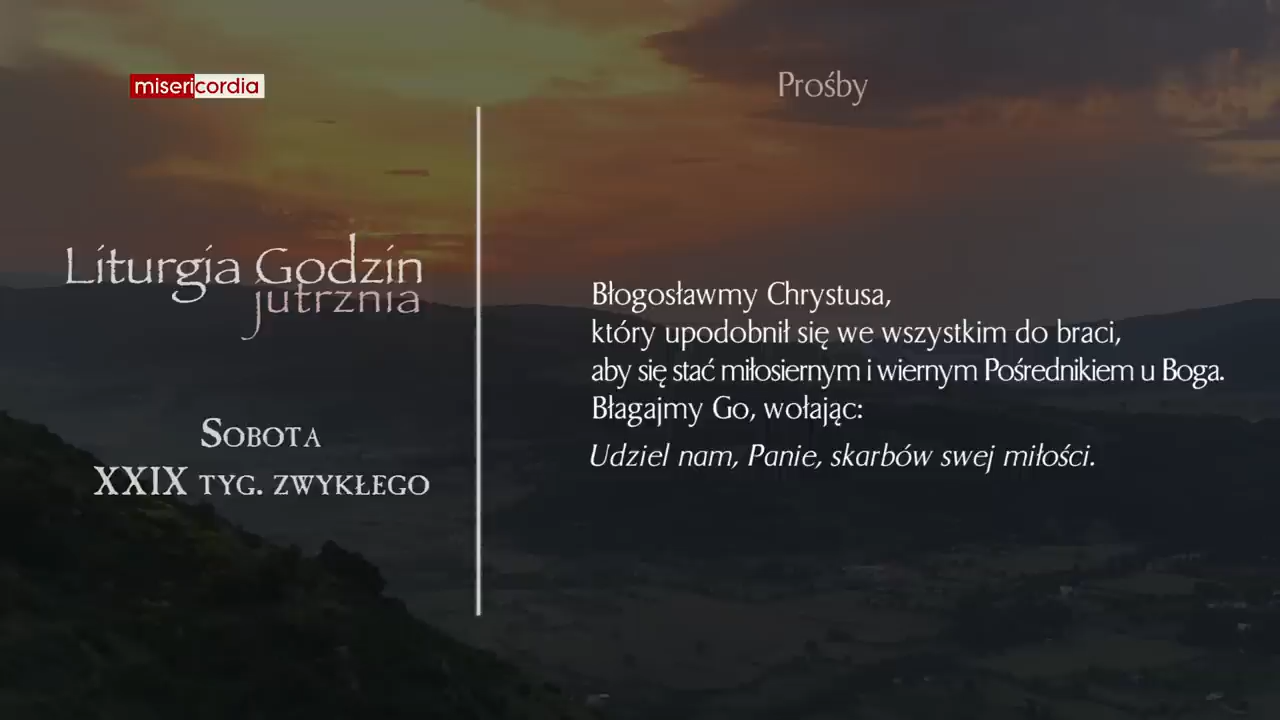 misericordia
Liturgia Godzin
jutrznia
Sobota
XXIX tyg. zwykłego
Prośby
Błogosławmy Chrystusa,
który upodobnił się we wszystkim do braci,
aby się stać miłosiernym i wiernym Pośrednikiem u Boga.
Błagajmy Go, wołając:
Udziel nam, Panie, skarbów swej miłości.